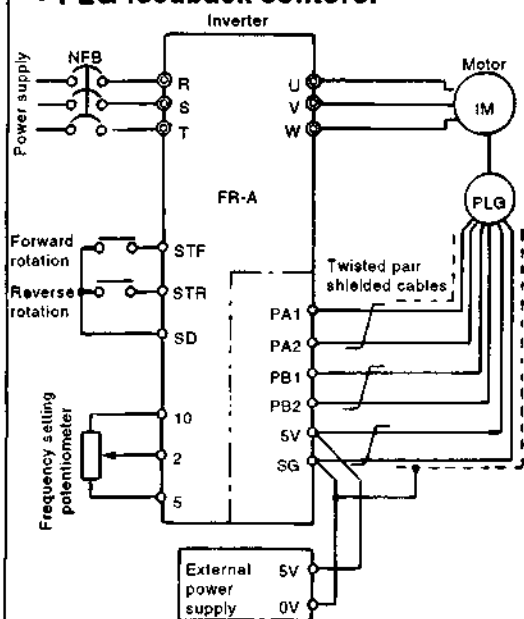 • PLG feedback control.
Inverter
NFB
Power supply
R
S
T
U
V
W
Motor
IM
FR-A
PLG
Forward
rotation
STF
Reverse
rotation
STR
SD
Twisted pair
shielded cables
PA1
PA2
PB1
PB2
5V
SG
Frequency setting
potentiometer
10
2
5
External
power
supply
5V
0V